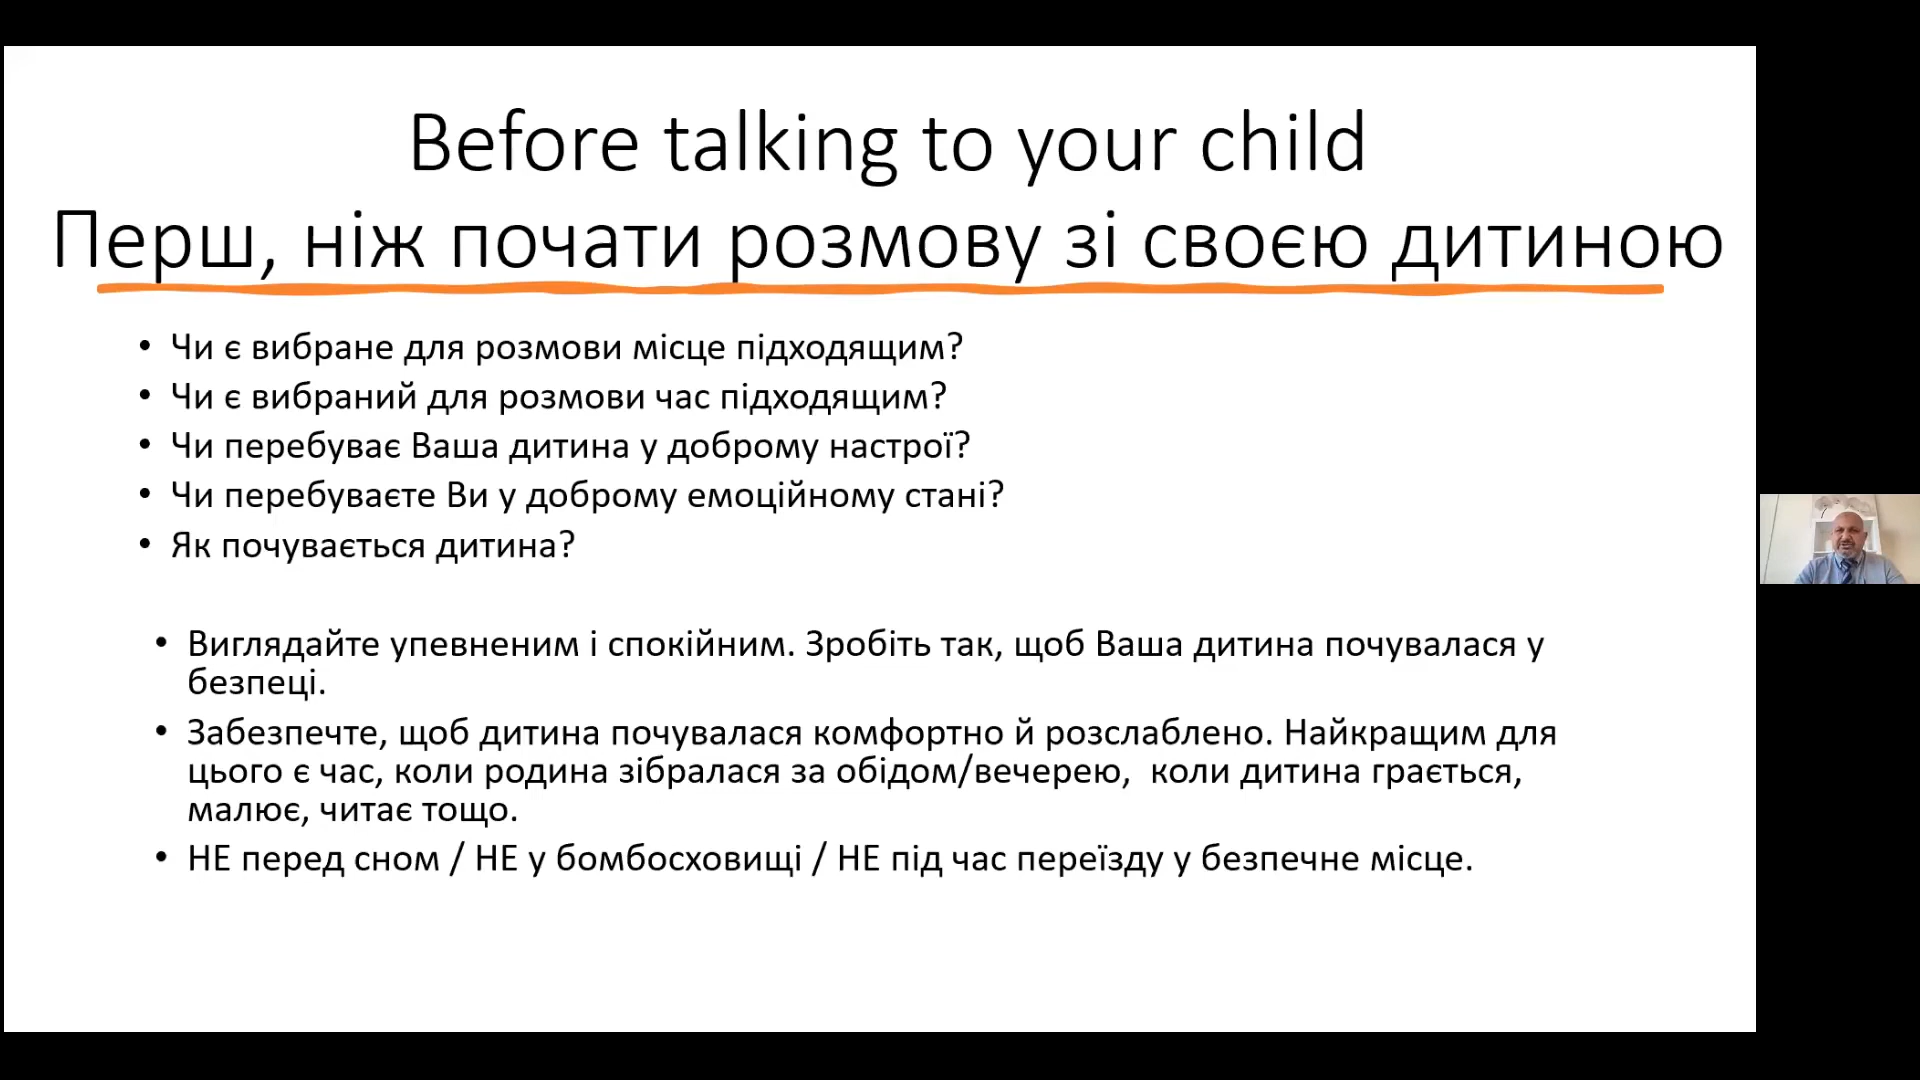 Before talking to your child
Перш, ніж почати розмову зі своєю дитиною
• Чи є вибране для розмови місце підходящим?
• Чи є вибраний для розмови час підходящим?
• Чи перебуває Ваша дитина у доброму настрої?
• Чи перебуваєте Ви у доброму емоційному стані?
• Як почувається дитина?
• Виглядайте упевненим і спокійним. Зробіть так, щоб Ваша дитина почувалася у
безпеці.
• Забезпечте, щоб дитина почувалася комфортно й розслаблено. Найкращим для
цього є час, коли родина зібралася за обідом/вечерею, коли дитина грається,
малює, читає тощо.
• НЕ перед сном / НЕ у бомбосховищі / НЕ під час переїзду у безпечне місце.